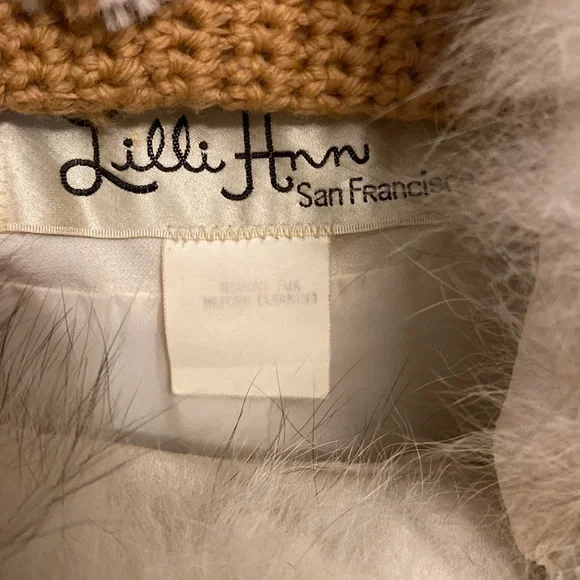 Lilli Ann
San Francisco
REMOVE FUR
BEFORE CLEANING